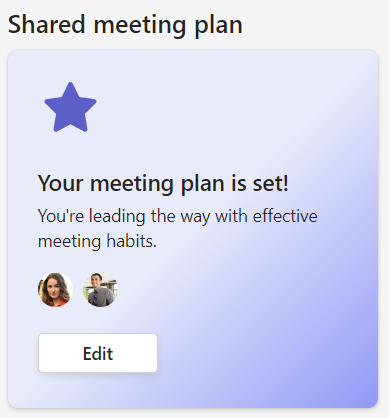 Shared meeting plan
Your meeting plan is set!
You're leading the way with effective
meeting habits.
Edit